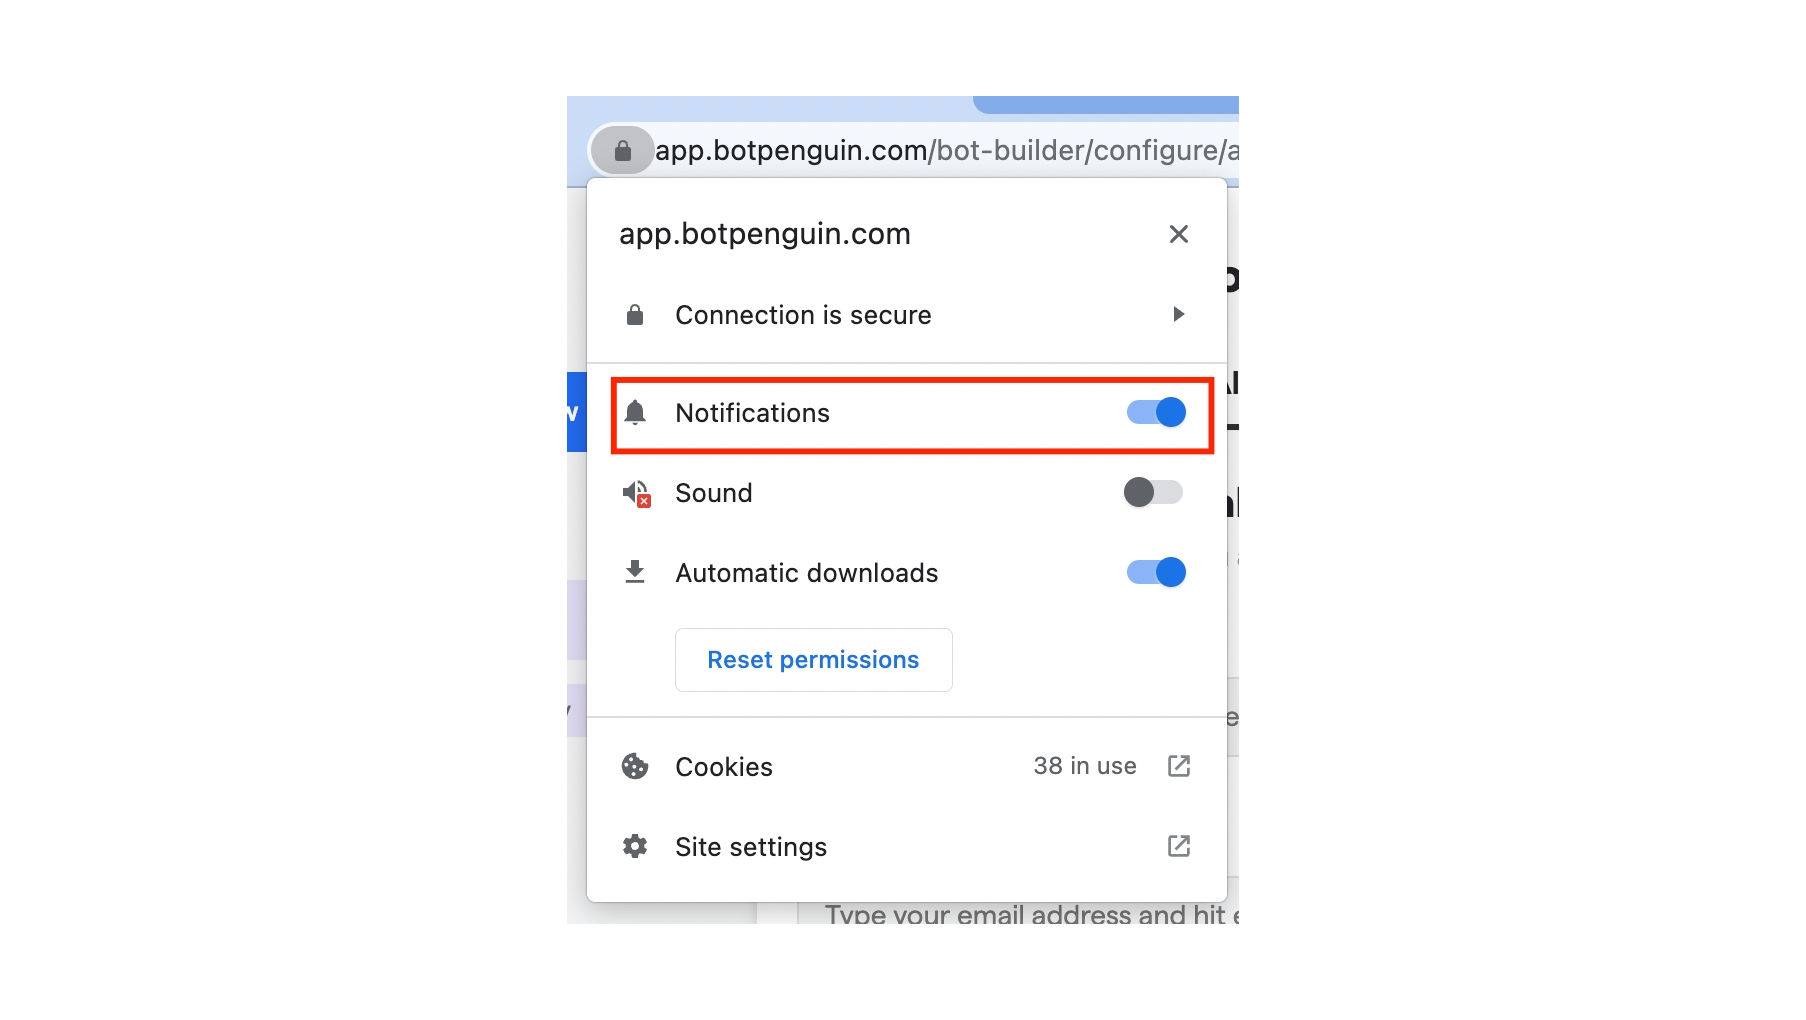 app.botpenguin.com/bot-builder/configure/a
app.botpenguin.com
Connection is secure
Notifications
Sound
Automatic downloads
Reset permissions
Cookies 38 in use
Site settings
Type your email address and hit